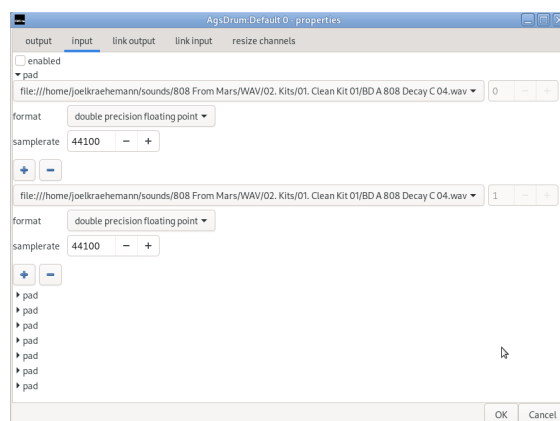 AgsDrum:Default 0 - properties
output input link output link input resize channels
enabled
pad
file:///home/joelkraehemann/sounds/808 From Mars/WAV/02. Kits/01. Clean Kit 01/BD A 808 Decay C 04.wav 0 - +
format double precision floating point
samplerate 44100 - +
+ -
file:///home/joelkraehemann/sounds/808 From Mars/WAV/02. Kits/01. Clean Kit 01/BD A 808 Decay C 04.wav 1 - +
format double precision floating point
samplerate 44100 - +
+ -
pad
pad
pad
pad
pad
pad
pad
OK Cancel